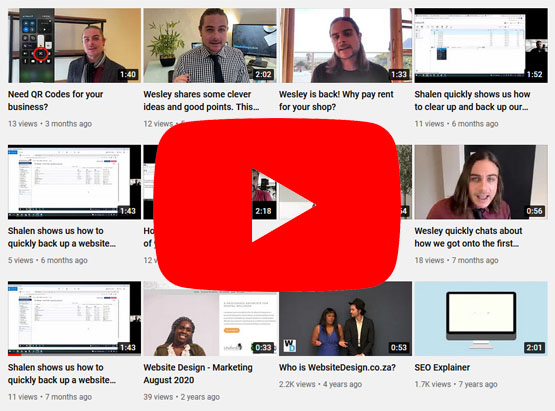 1:40
2:02
1:33
1:52
Need QR Codes for your
business?
13 views • 3 months ago
Wesley shares some clever
ideas and good points. This...
12
Wesley is back! Why pay rent
for your shop?
Shalen quickly shows us how
to clear up and back up our...
11 views • 6 months ago
1:43
2:18
0:56
Shalen shows us how to
quickly back up a website...
5 views • 6 months ago
of
12
Wesley quickly chats about
how we got onto the first...
18 views • 7 months ago
1:43
0:33
WD
0:53
2:01
Shalen shows us how to
quickly back up a website...
11 views • 7 months ago
Website Design - Marketing
August 2020
39 views • 2 years ago
Who is WebsiteDesign.co.za?
2.2K views • 4 years ago
SEO Explainer
1.7K views • 7 years ago